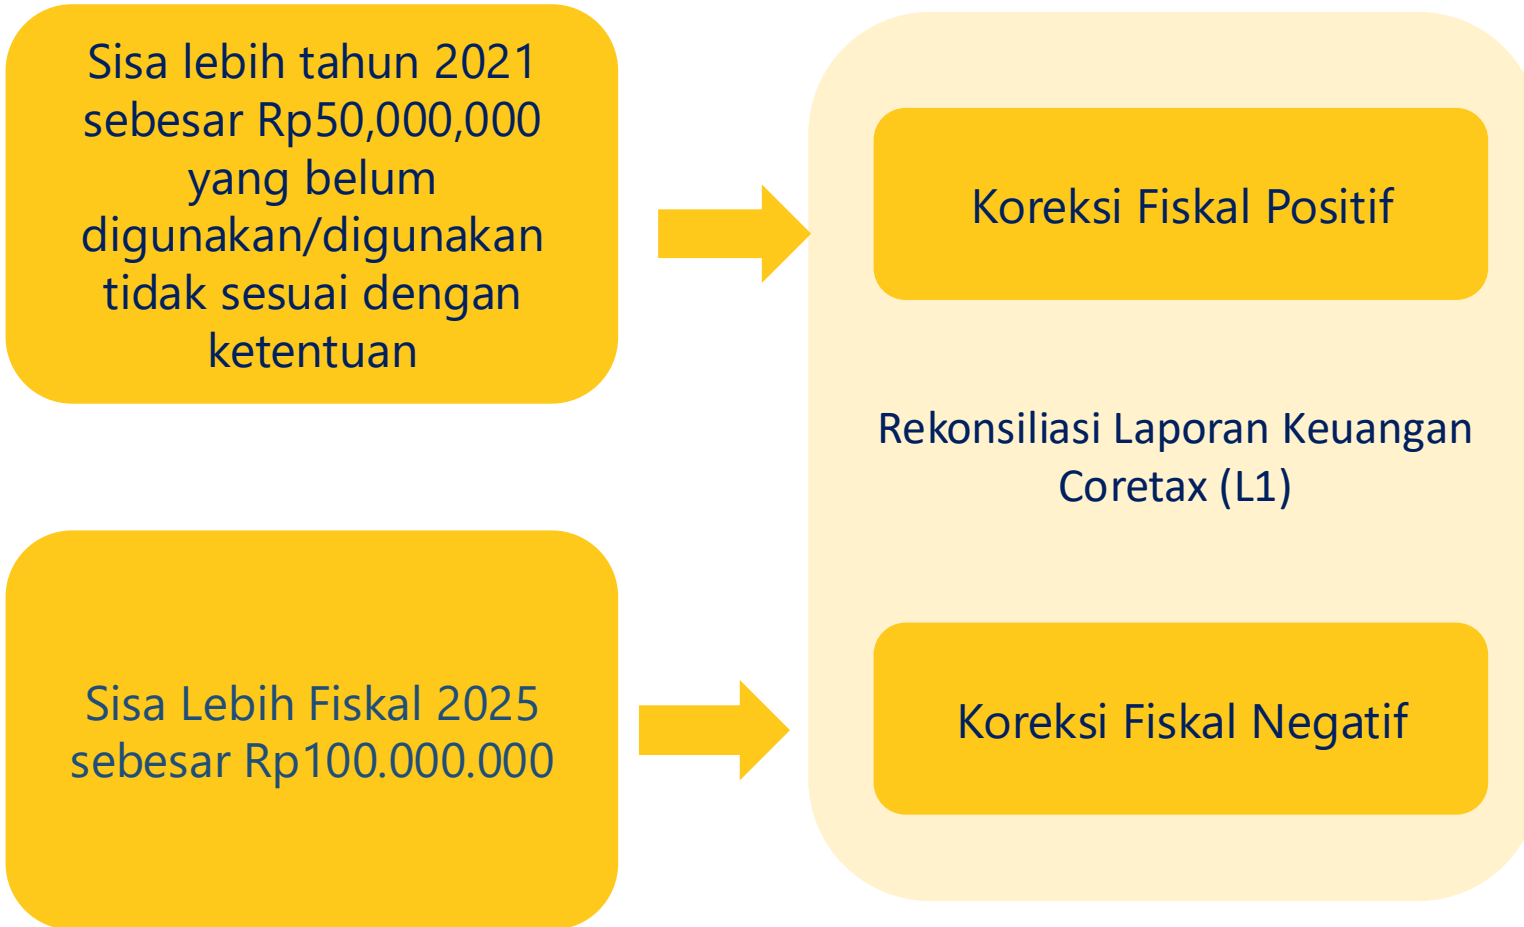 Sisa lebih tahun 2021
sebesar Rp50,000,000
yang belum
digunakan/digunakan
tidak sesuai dengan
ketentuan
Koreksi Fiskal Positif
Rekonsiliasi Laporan Keuangan
Coretax (L1)
Sisa Lebih Fiskal 2025
sebesar Rp100.000.000
Koreksi Fiskal Negatif